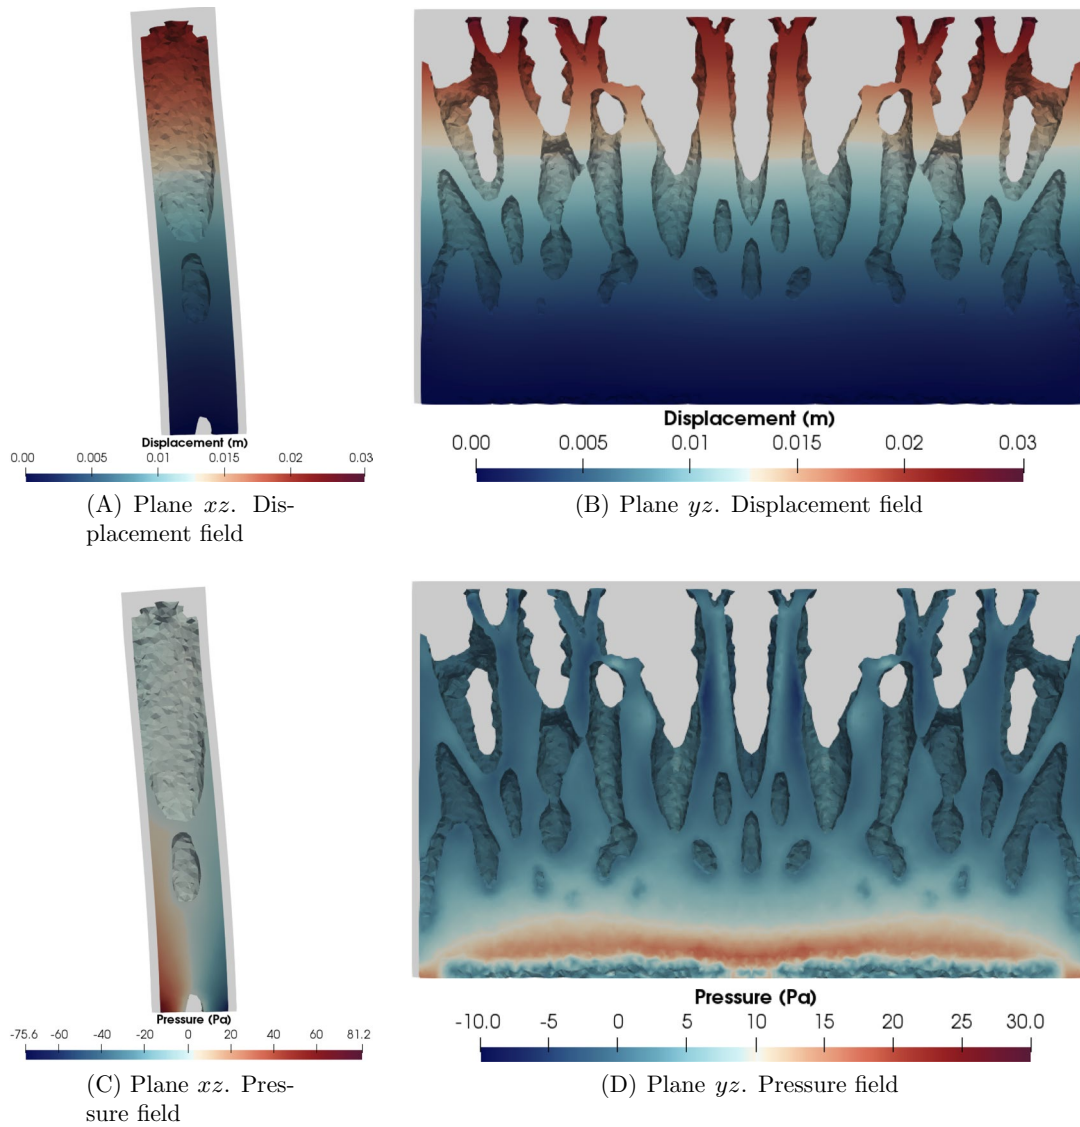 Displacement (m)
0.00 0.005 0.01 0.015 0.02 0.03
(A) Plane xz. Dis-
placement field
Displacement (m)
0.00 0.005 0.01 0.015 0.02 0.03
(B) Plane yz. Displacement field
Pressure (Pa)
-75.6 -60 -40 -20 0 20 40 60 81.2
(C) Plane xz. Pres-
sure field
Pressure (Pa)
-10.0 -5 0 5 10 15 20 25 30.0
(D) Plane yz. Pressure field